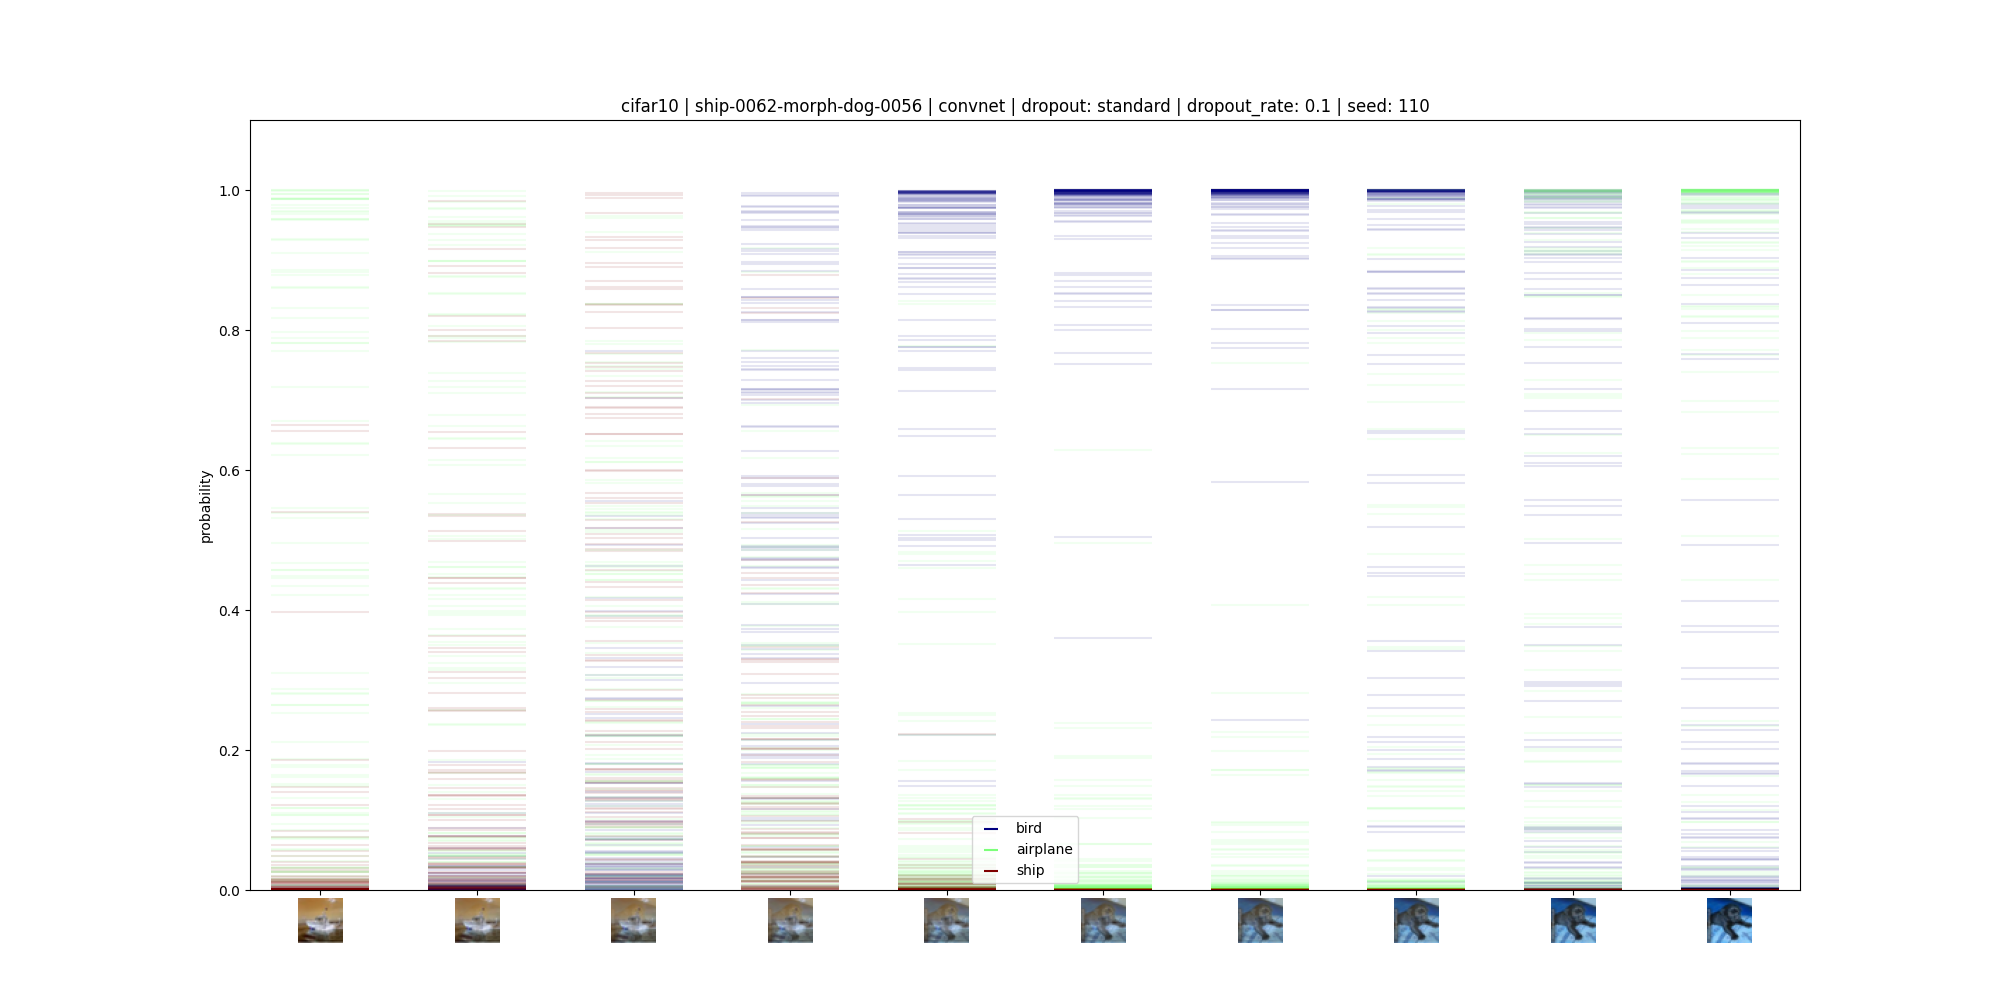 cifar10 | ship-0062-morph-dog-0056 | convnet | dropout: standard | dropout_rate: 0.1 | seed: 110
probability
1.0
0.8
0.6
0.4
0.2
0.0
bird
airplane
ship